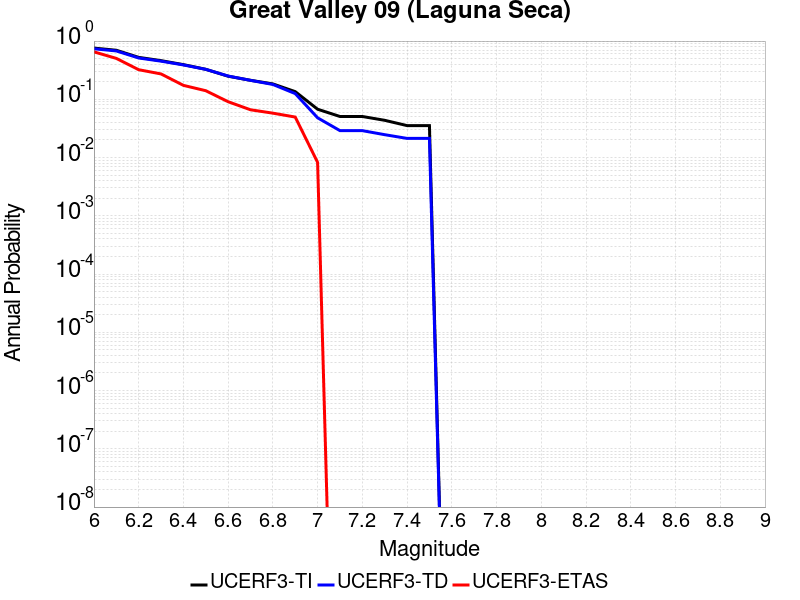 Great Valley 09 (Laguna Seca)
10^0
10^-1
10^-2
10^-3
10^-4
10^-5
10^-6
10^-7
10^-8
Annual Probability
6 6.2 6.4 6.6 6.8 7 7.2 7.4 7.6 7.8 8 8.2 8.4 8.6 8.8 9
Magnitude
UCERF3-TI UCERF3-TD UCERF3-ETAS